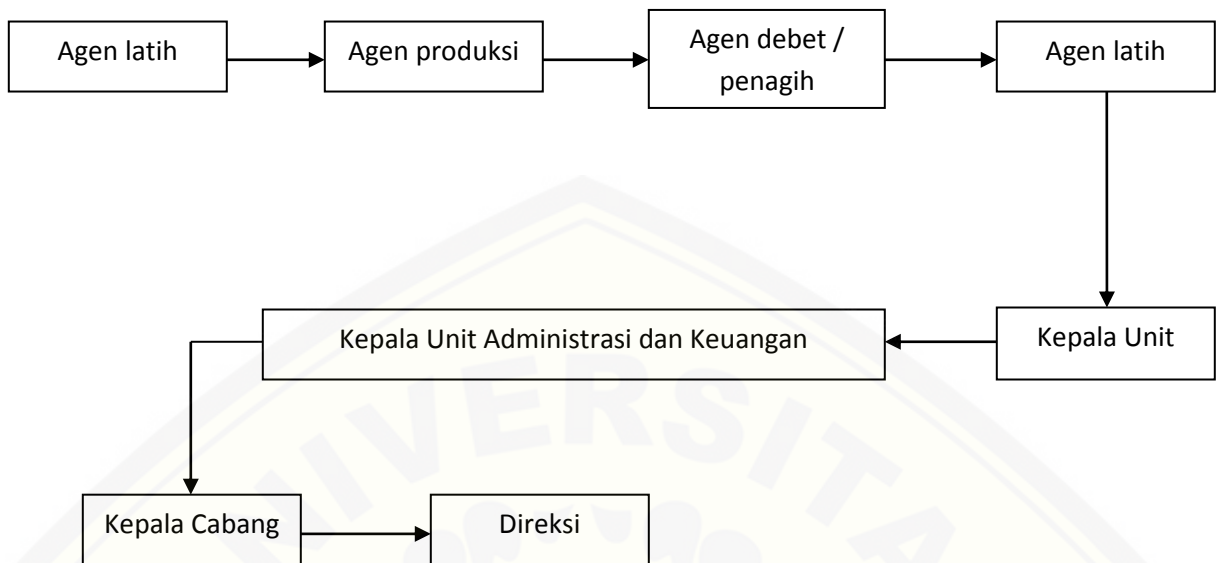 Agen latih
Agen produksi
Agen debet /
penagih
Agen latih
Kepala Unit
Kepala Unit Administrasi dan Keuangan
Kepala Cabang
Direksi
NIVERSITA